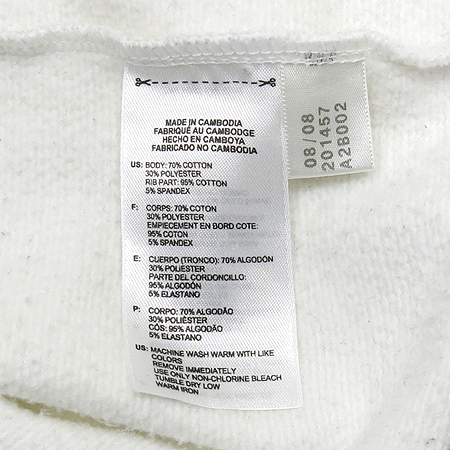 MADE IN CAMBODIA
FABRIQUÉ AU CAMBODGE
HECHO EN CAMBOYA
FABRICADO NO CAMBODIA
US: BODY: 70% COTTON
30% POLYESTER
RIB PART: 95% COTTON
5% SPANDEX
F: CORPS: 70% COTON
30% POLYESTER
EMPIECEMENT EN BORD COTE:
95% COTON
5% SPANDEX
E: CUERPO (TRONCO): 70% ALGODÓN
30% POLIÉSTER
PARTE DEL CORDONCILLO:
95% ALGODÓN
5% ELASTANO
P: CORPO: 70% ALGODÃO
30% POLIÉSTER
CÓS: 95% ALGODÃO
5% ELASTANO
US: MACHINE WASH WARM WITH LIKE
COLORS
REMOVE IMMEDIATELY
USE ONLY NON-CHLORINE BLEACH
TUMBLE DRY LOW
WARM IRON
08/08
201457
A2B002